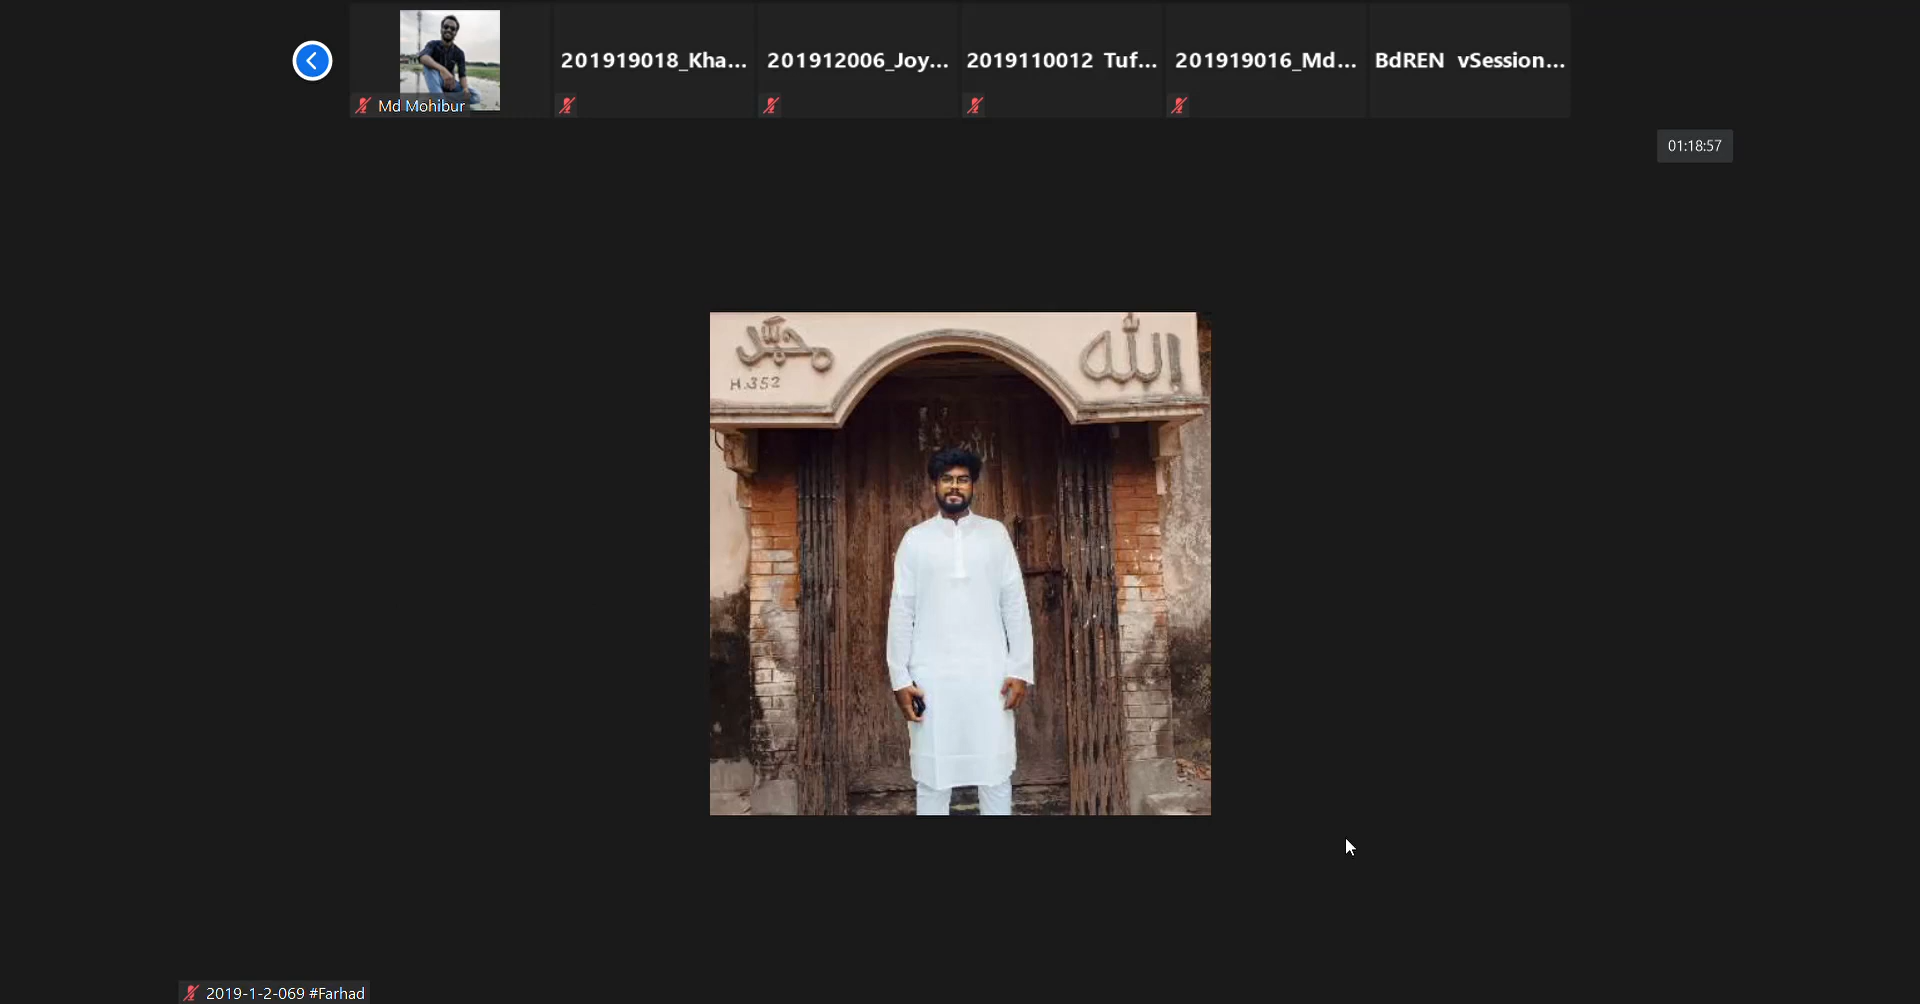 Md Mohibur
201919018_Kha...
201912006_Joy...
2019110012 Tuf...
201919016_Md...
BdREN vSession...
01:18:57
محمد
الله
H.352
2019-1-2-069 #Farhad